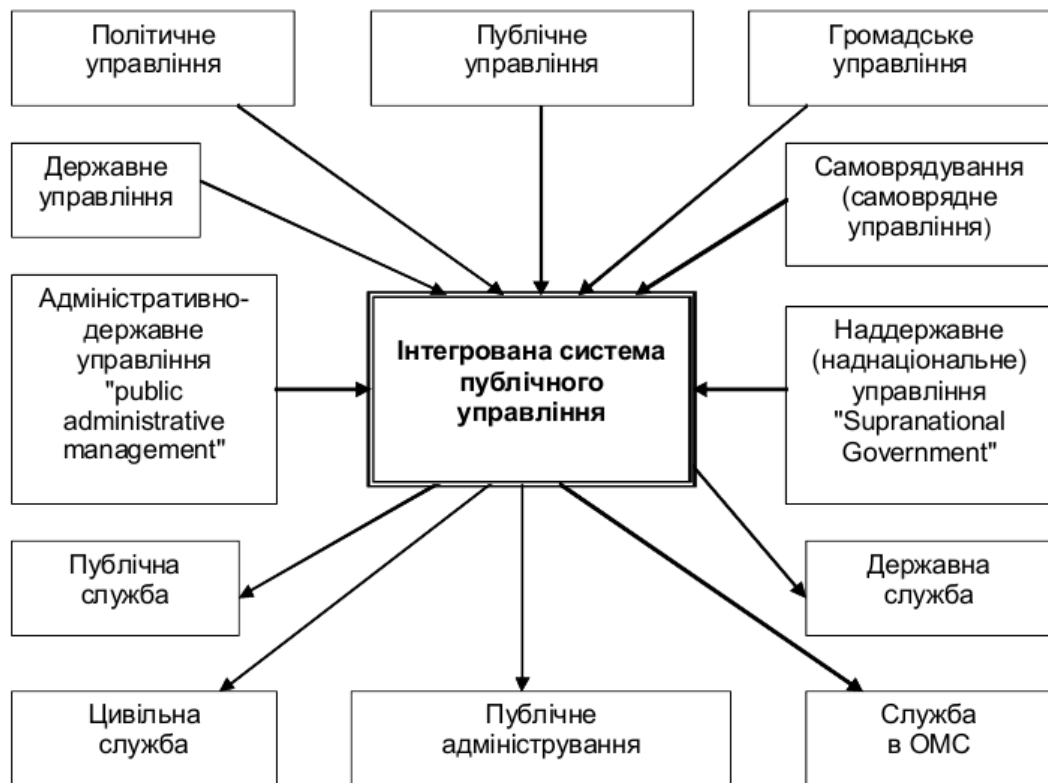 Політичне
управління
Публічне
управління
Громадське
управління
Державне
управління
Самоврядування
(самоврядне
управління)
Адміністративно-
державне
управління
"public
administrative
management"
Інтегрована система
публічного
управління
Наддержавне
(наднаціональне)
управління
"Supranational
Government"
Публічна
служба
Державна
служба
Цивільна
служба
Публічне
адміністрування
Служба
в ОМС